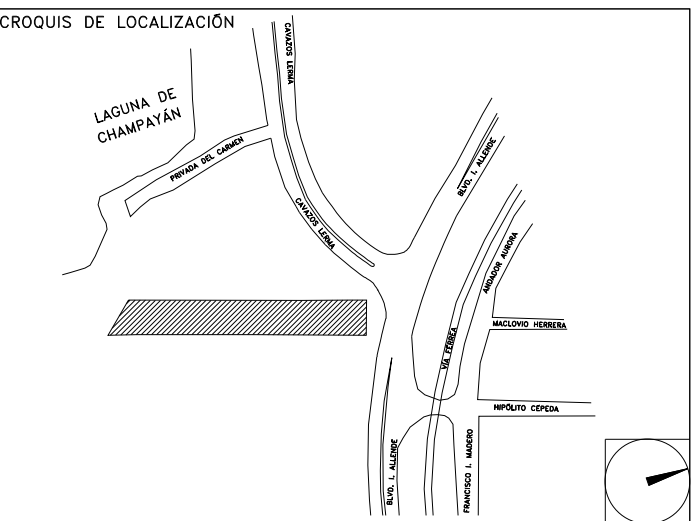 CROQUIS DE LOCALIZACIÓN
CAVAZOS LERMA
LAGUNA DE
CHAMPAYÁN
PRIVADA DEL CARMEN
BLVD. I. ALLENDE
CAVAZOS LERMA
ANDADOR AURORA
MACLOVIO HERRERA
VÍA FÉRREA
HIPÓLITO CEPEDA
BLVD. I. ALLENDE
FRANCISCO I. MADERO